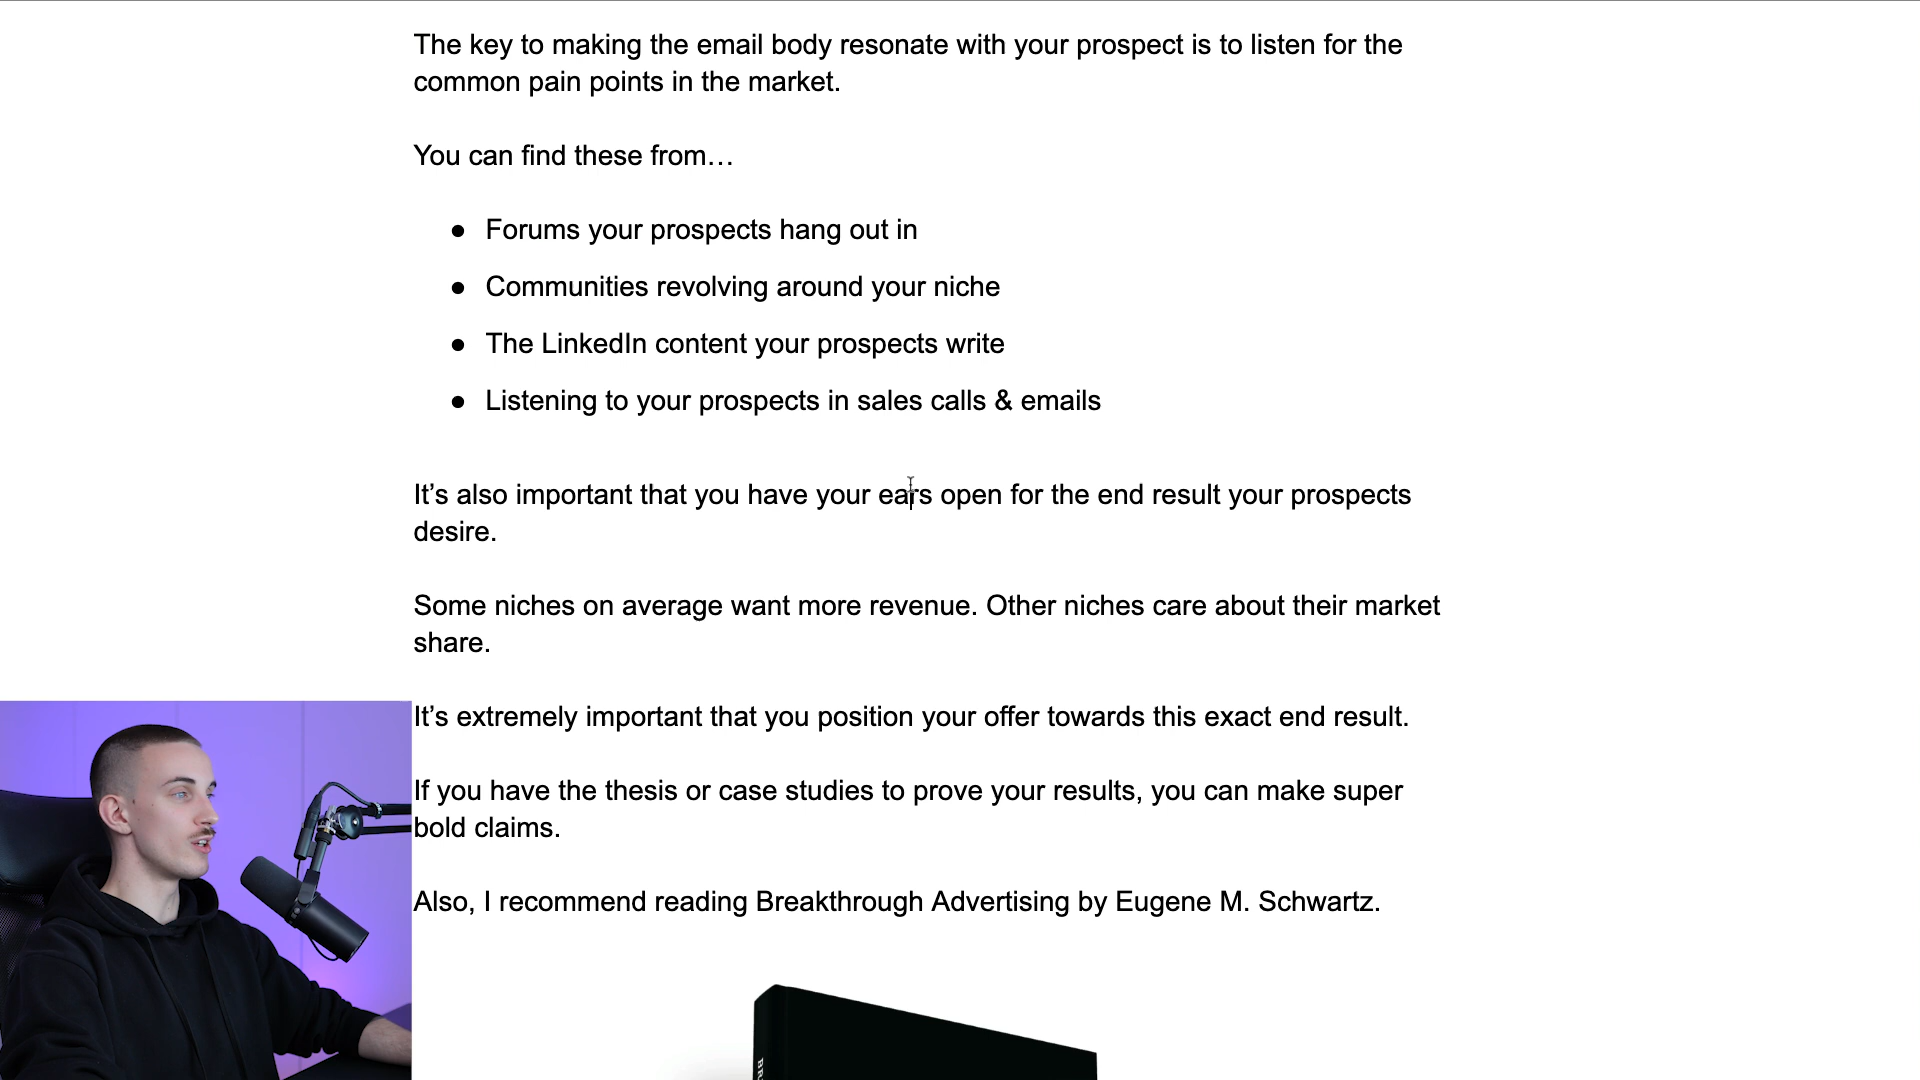 The key to making the email body resonate with your prospect is to listen for the
common pain points in the market.
You can find these from…
● Forums your prospects hang out in
● Communities revolving around your niche
● The LinkedIn content your prospects write
● Listening to your prospects in sales calls & emails
It’s also important that you have your ears open for the end result your prospects
desire.
Some niches on average want more revenue. Other niches care about their market
share.
It’s extremely important that you position your offer towards this exact end result.
If you have the thesis or case studies to prove your results, you can make super
bold claims.
Also, I recommend reading Breakthrough Advertising by Eugene M. Schwartz.